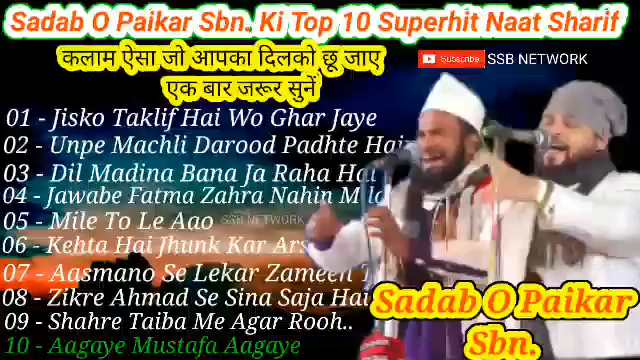 Sadab O Paikar Sbn. Ki Top 10 Superhit Naat Sharif
कलाम ऐसा जो आपका दिलको छू जाए
एक बार जरूर सुनें
Subscribe SSB NETWORK
01 - Jisko Taklif Hai Wo Ghar Jaye
02 - Unpe Machli Darood Padhte Hain
03 - Dil Madina Bana Ja Raha Hai
04 - Jawabe Fatma Zahra Nahin
05 - Mile To Le Aao
SSB NETWORK
06 - Kehta Hai Jhunk Kar
07 - Aasmano Se Lekar Zameen
08 - Zikre Ahmad Se Sina Saja Hai
09 - Shahre Taiba Me Agar Rooh..
10 - Aagaye Mustafa Aagaye
Sadab O Paikar
Sbn.